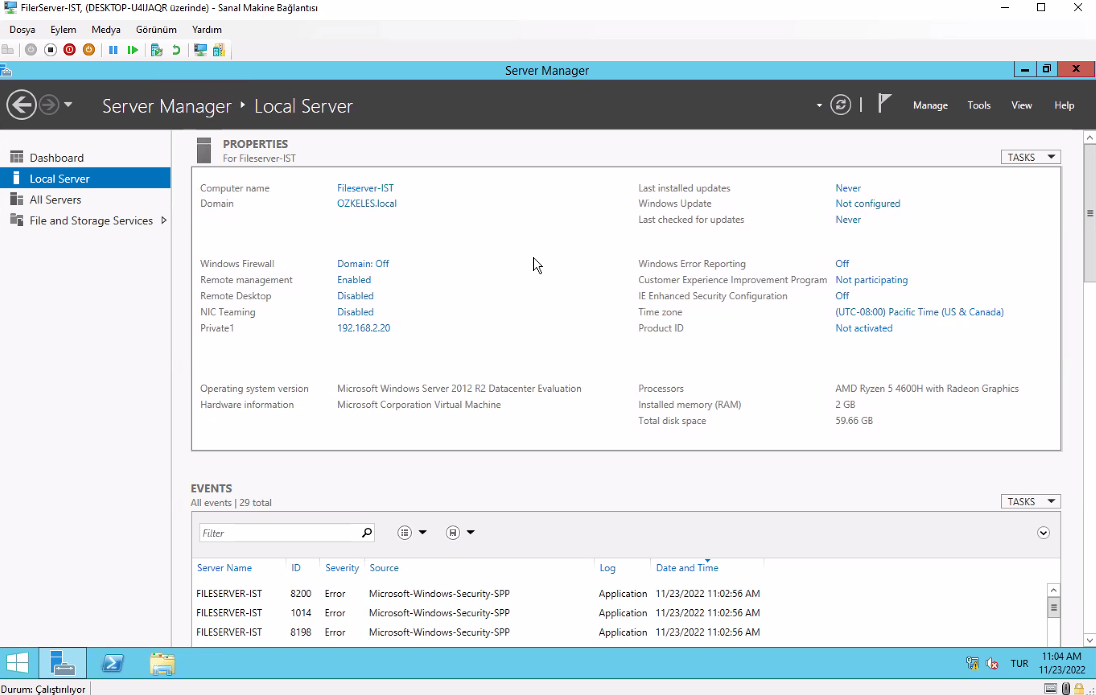 FilerServer-IST, (DESKTOP-U4IJAQR üzerinde) - Sanal Makine Bağlantısı
Dosya Eylem Medya Görünüm Yardım
Server Manager
Server Manager Local Server
Manage Tools View Help
Dashboard
Local Server
All Servers
File and Storage Services
PROPERTIES
For Fileserver-IST
TASKS
Computer name Fileserver-IST Last installed updates Never
Domain OZKELES.local Windows Update Not configured
Last checked for updates Never
Windows Firewall Domain: Off Windows Error Reporting Off
Remote management Enabled Customer Experience Improvement Program Not participating
Remote Desktop Disabled IE Enhanced Security Configuration Off
NIC Teaming Disabled Time zone (UTC-08:00) Pacific Time (US & Canada)
Private1 192.168.2.20 Product ID Not activated
Operating system version Microsoft Windows Server 2012 R2 Datacenter Evaluation Processors AMD Ryzen 5 4600H with Radeon Graphics
Hardware information Microsoft Corporation Virtual Machine Installed memory (RAM) 2 GB
Total disk space 59.66 GB
EVENTS
All events | 29 total
TASKS
Filter
Server Name ID Severity Source Log Date and Time
FILESERVER-IST 8200 Error Microsoft-Windows-Security-SPP Application 11/23/2022 11:02:56 AM
FILESERVER-IST 1014 Error Microsoft-Windows-Security-SPP Application 11/23/2022 11:02:56 AM
FILESERVER-IST 8198 Error Microsoft-Windows-Security-SPP Application 11/23/2022 11:02:56 AM
TUR 11:04 AM
11/23/2022
Durum: Çalıştırılıyor